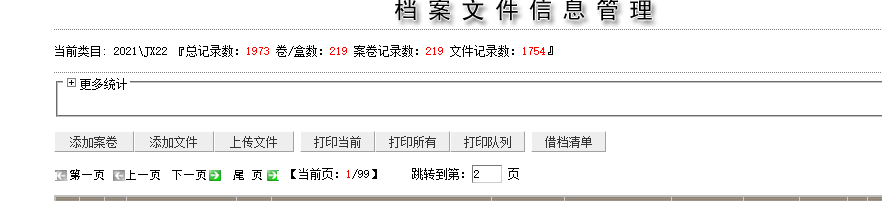 档案文件信息管理
当前类目: 2021\JX22 『总记录数: 1973 卷/盒数: 219 案卷记录数: 219 文件记录数: 1754』
更多统计
添加案卷 添加文件 上传文件 打印当前 打印所有 打印队列 借档清单
第一页 上一页 下一页 尾 页 【当前页: 1/99】 跳转到第: 2 页